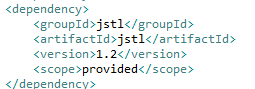 <dependency>
    <groupId>jstl</groupId>
    <artifactId>jstl</artifactId>
    <version>1.2</version>
    <scope>provided</scope>
</dependency>